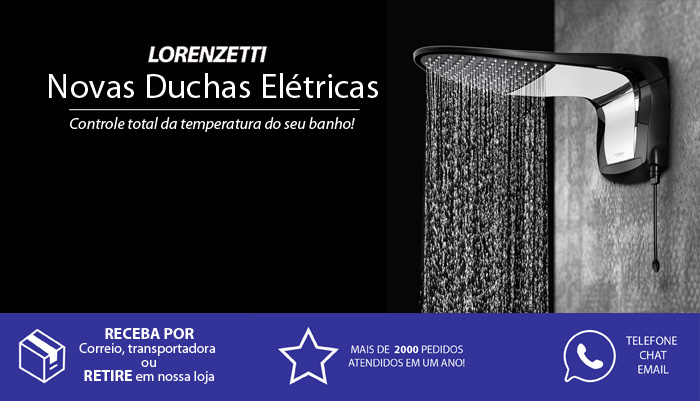 LORENZETTI
Novas Duchas Elétricas
Controle total da temperatura do seu banho!
RECEBA POR
Correio, transportadora
ou
RETIRE em nossa loja
MAIS DE 2000 PEDIDOS
ATENDIDOS EM UM ANO!
TELEFONE
CHAT
EMAIL